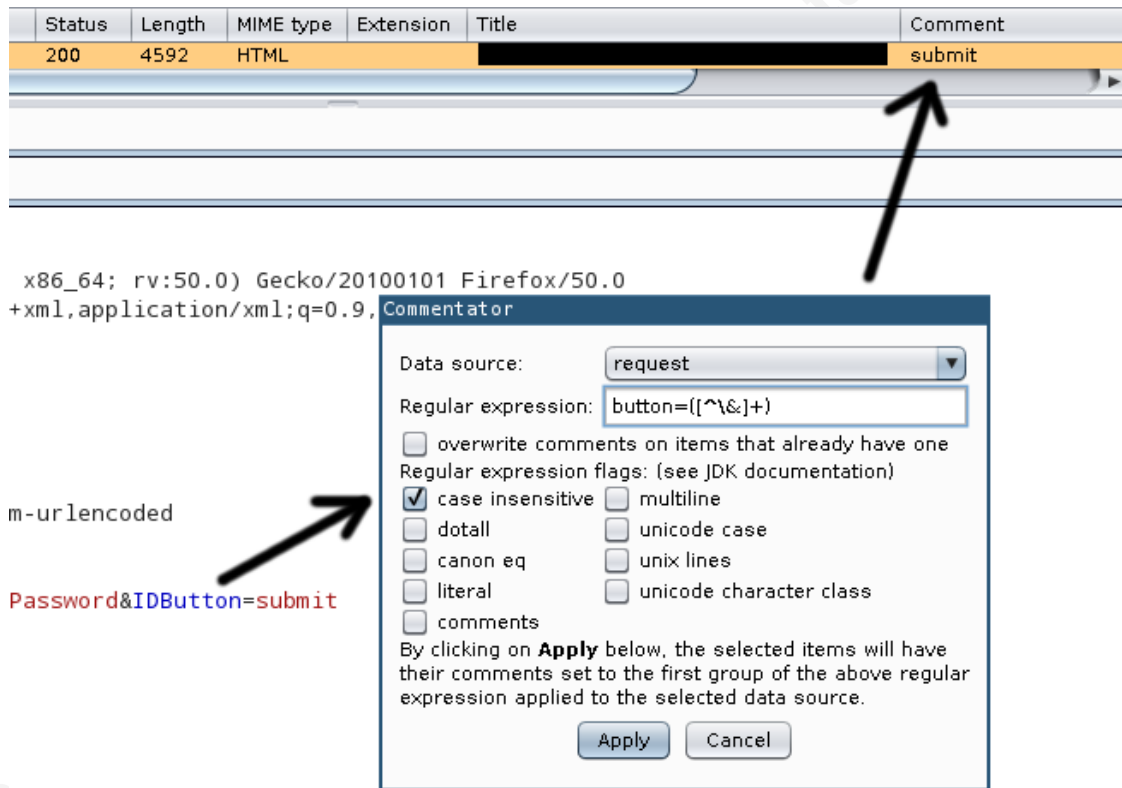 Status Length MIME type Extension Title Comment
200 4592 HTML submit
x86_64; rv:50.0) Gecko/20100101 Firefox/50.0
+xml,application/xml;q=0.9,
Commentator
Data source: request
Regular expression: button=([^\&]+)
overwrite comments on items that already have one
Regular expression flags: (see JDK documentation)
case insensitive multiline
m-urlencoded
dotall unicode case
canon eq unix lines
literal unicode character class
Password&IDButton=submit
comments
By clicking on Apply below, the selected items will have
their comments set to the first group of the above regular
expression applied to the selected data source.
Apply Cancel